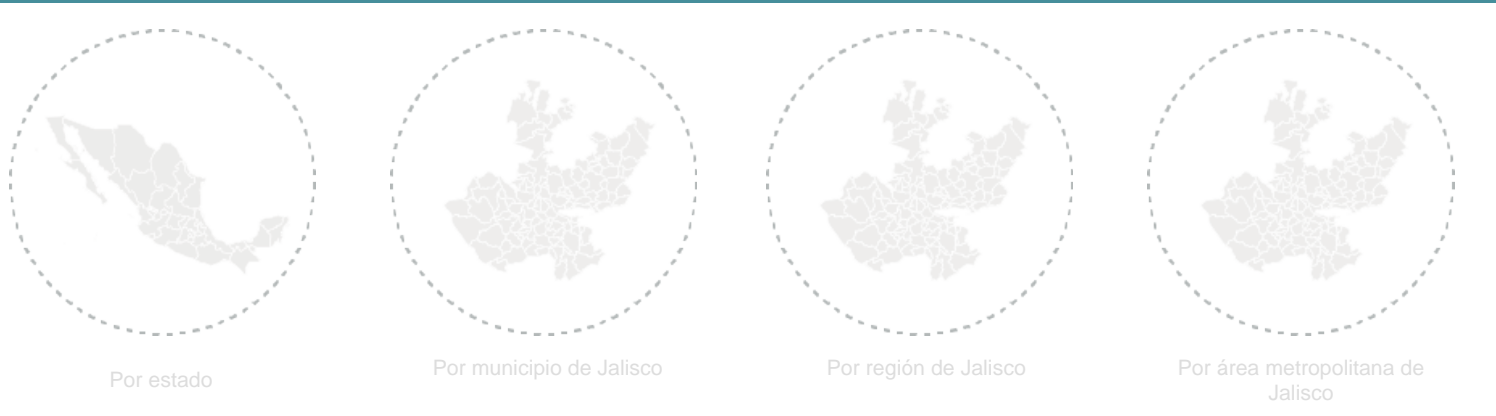 Por estado
Por municipio de Jalisco
Por región de Jalisco
Por área metropolitana de
Jalisco